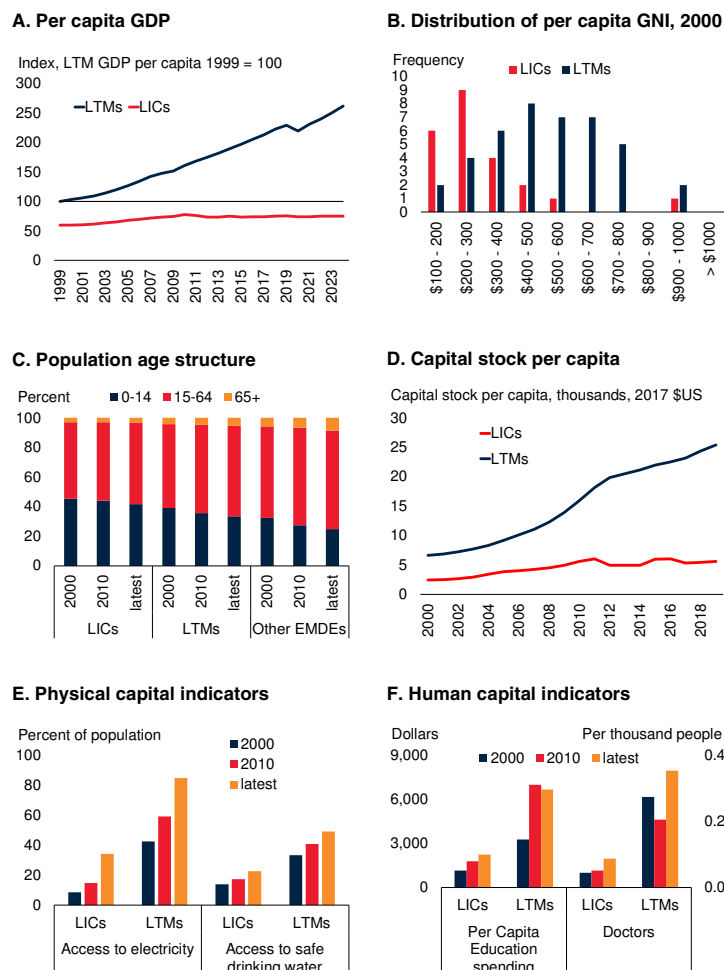 A. Per capita GDP
Index, LTM GDP per capita 1999 = 100
300
250
200
150
100
50
0
LTMs LICs
1999 2001 2003 2005 2007 2009 2011 2013 2015 2017 2019 2021 2023
B. Distribution of per capita GNI, 2000
Frequency
LICs LTMs
10
9
8
7
6
5
4
3
2
1
0
$100 - 200
$200 - 300
$300 - 400
$400 - 500
$500 - 600
$600 - 700
$700 - 800
$800 - 900
$900 - 1000
> $1000
C. Population age structure
Percent 0-14 15-64 65+
100
80
60
40
20
0
2000 2010 latest 2000 2010 latest 2000 2010 latest
LICs LTMs Other EMDEs
D. Capital stock per capita
Capital stock per capita, thousands, 2017 $US
30
25
20
15
10
5
0
LICs
LTMs
2000 2002 2004 2006 2008 2010 2012 2014 2016 2018
E. Physical capital indicators
Percent of population
100
80
60
40
20
0
2000
2010
latest
LICs LTMs LICs LTMs
Access to electricity Access to safe
drinking water
F. Human capital indicators
Dollars Per thousand people
9,000 2000 2010 latest 0.4
6,000
3,000 0.2
0 0.0
LICs LTMs LICs LTMs
Per Capita Doctors
Education
spending